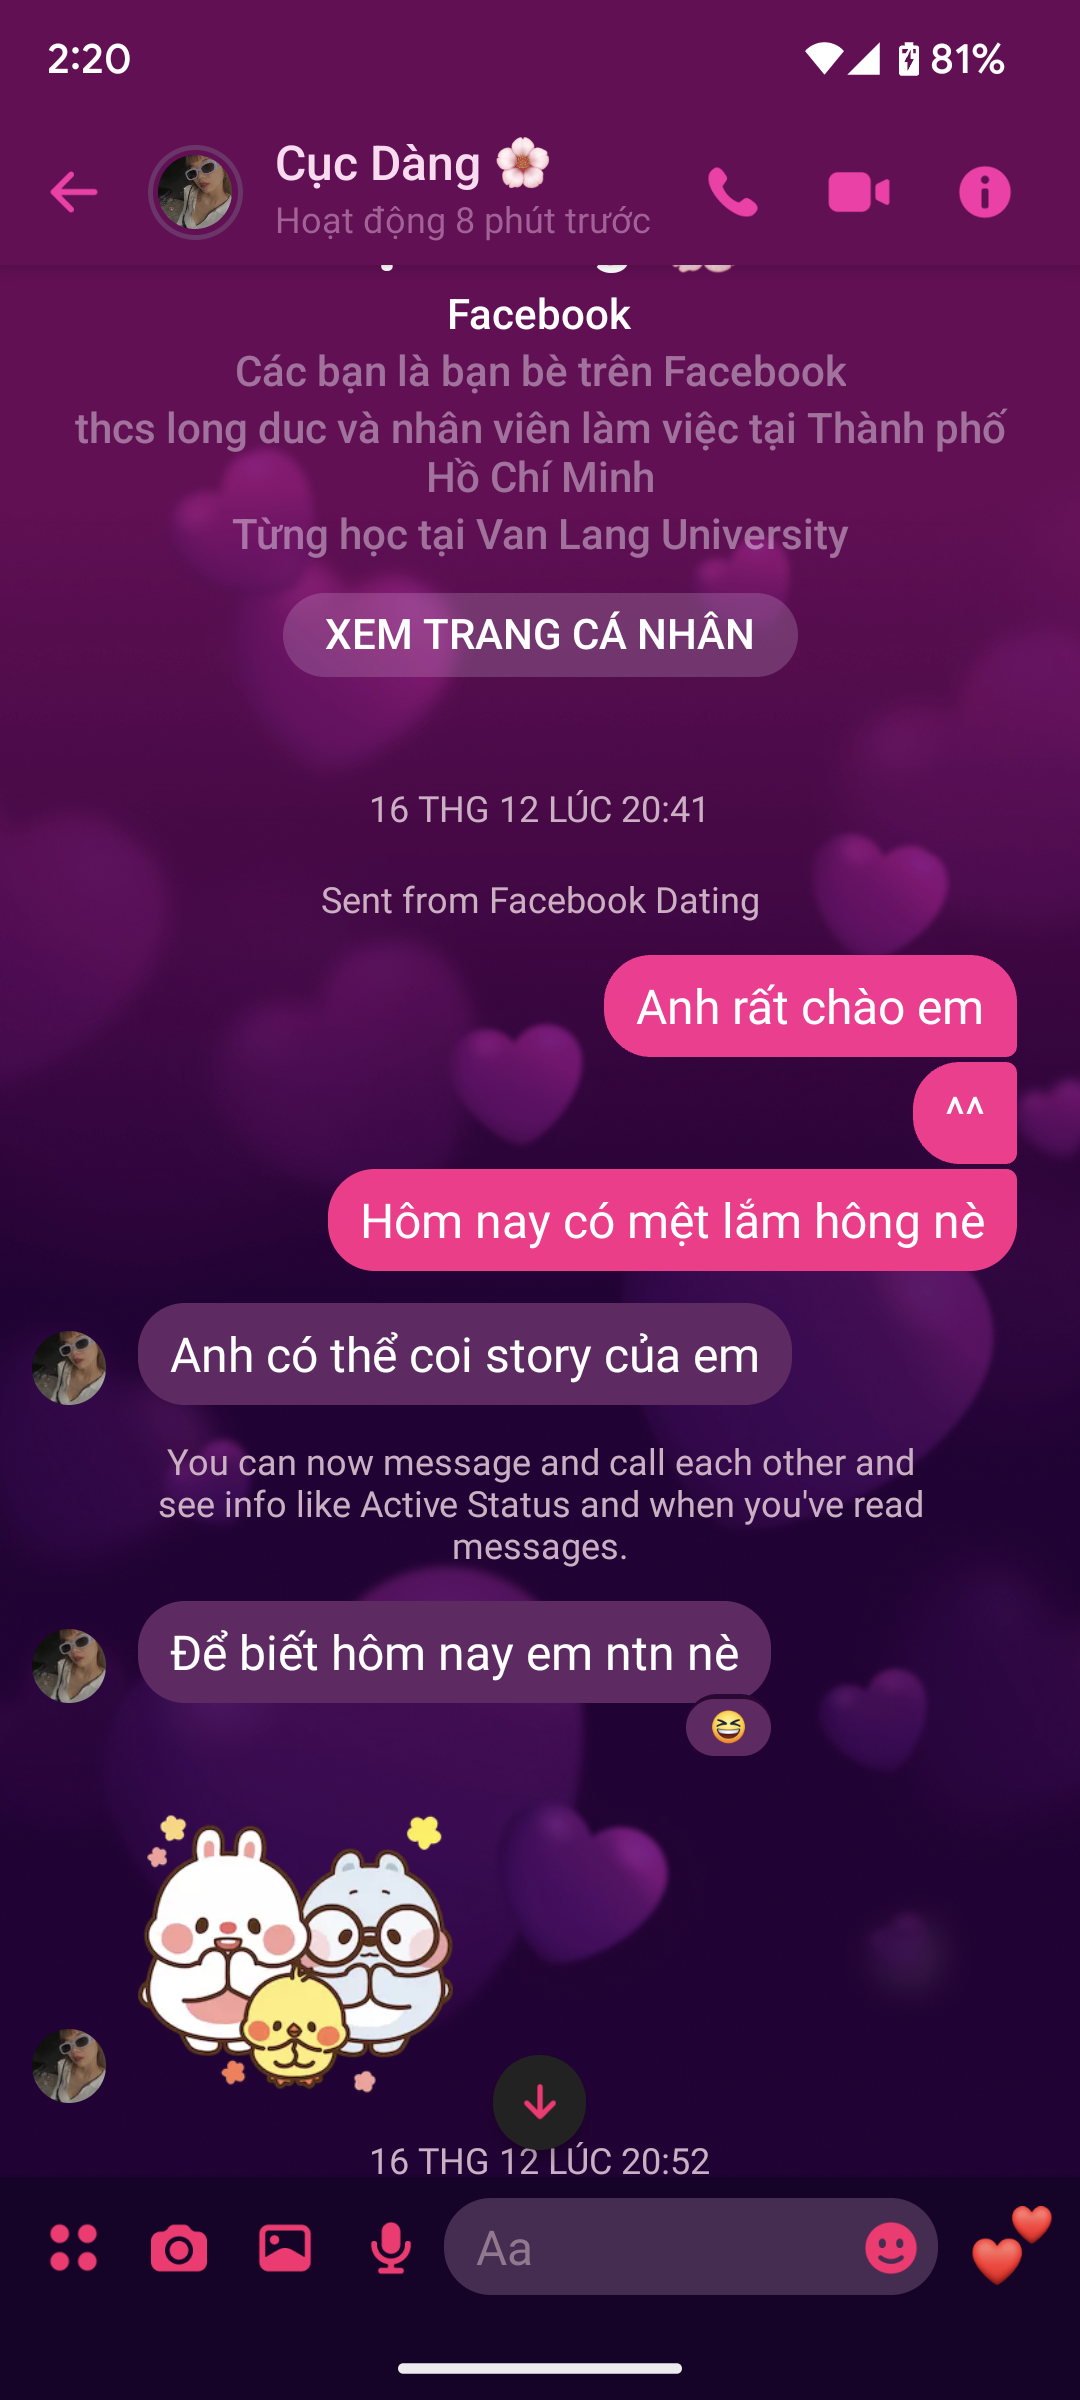 2:20
81%
Cục Dàng 🌸
Hoạt động 8 phút trước
Facebook
Các bạn là bạn bè trên Facebook
thcs long duc và nhân viên làm việc tại Thành phố
Hồ Chí Minh
Từng học tại Van Lang University
XEM TRANG CÁ NHÂN
16 THG 12 LÚC 20:41
Sent from Facebook Dating
Anh rất chào em
^^
Hôm nay có mệt lắm hông nè
Anh có thể coi story của em
You can now message and call each other and
see info like Active Status and when you've read
messages.
Để biết hôm nay em ntn nè
😆
16 THG 12 LÚC 20:52
Aa